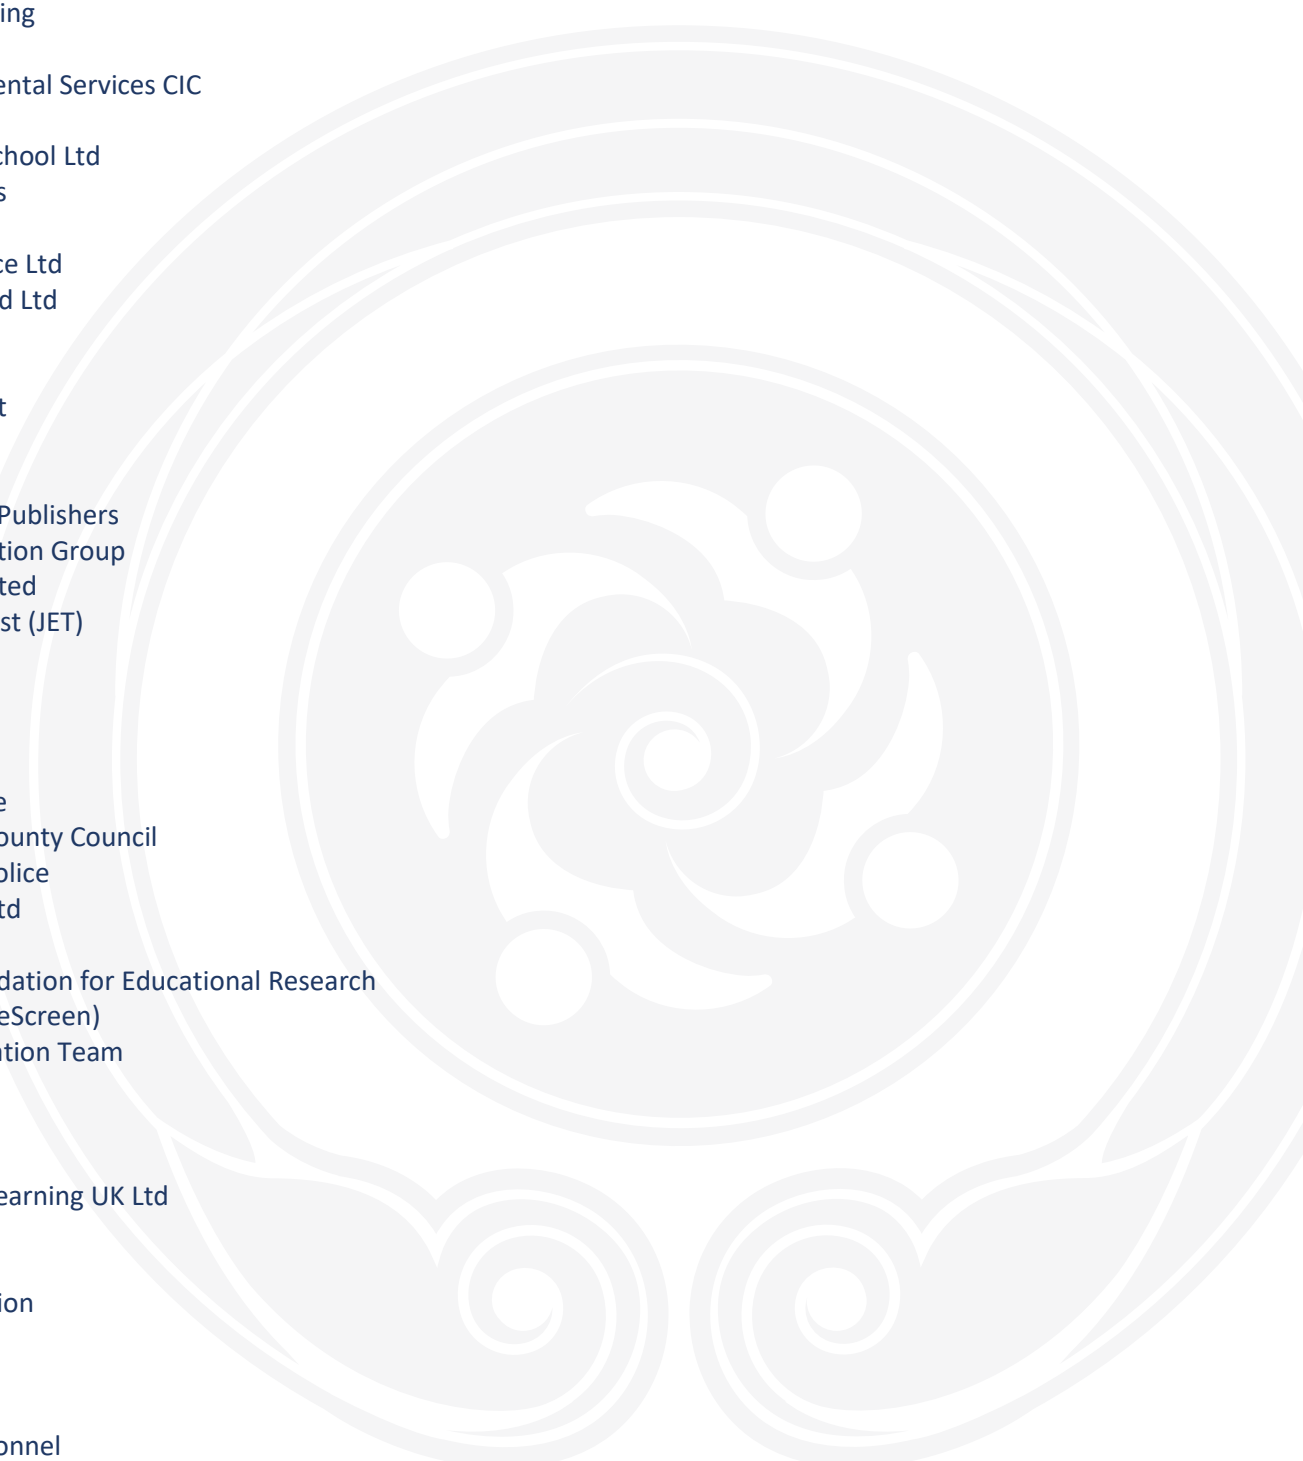 ing
ental Services CIC
chool Ltd
s
ce Ltd
d Ltd
t
Publishers
tion Group
ted
st (JET)
e
ounty Council
olice
td
dation for Educational Research
eScreen)
ation Team
earning UK Ltd
ion
onnel